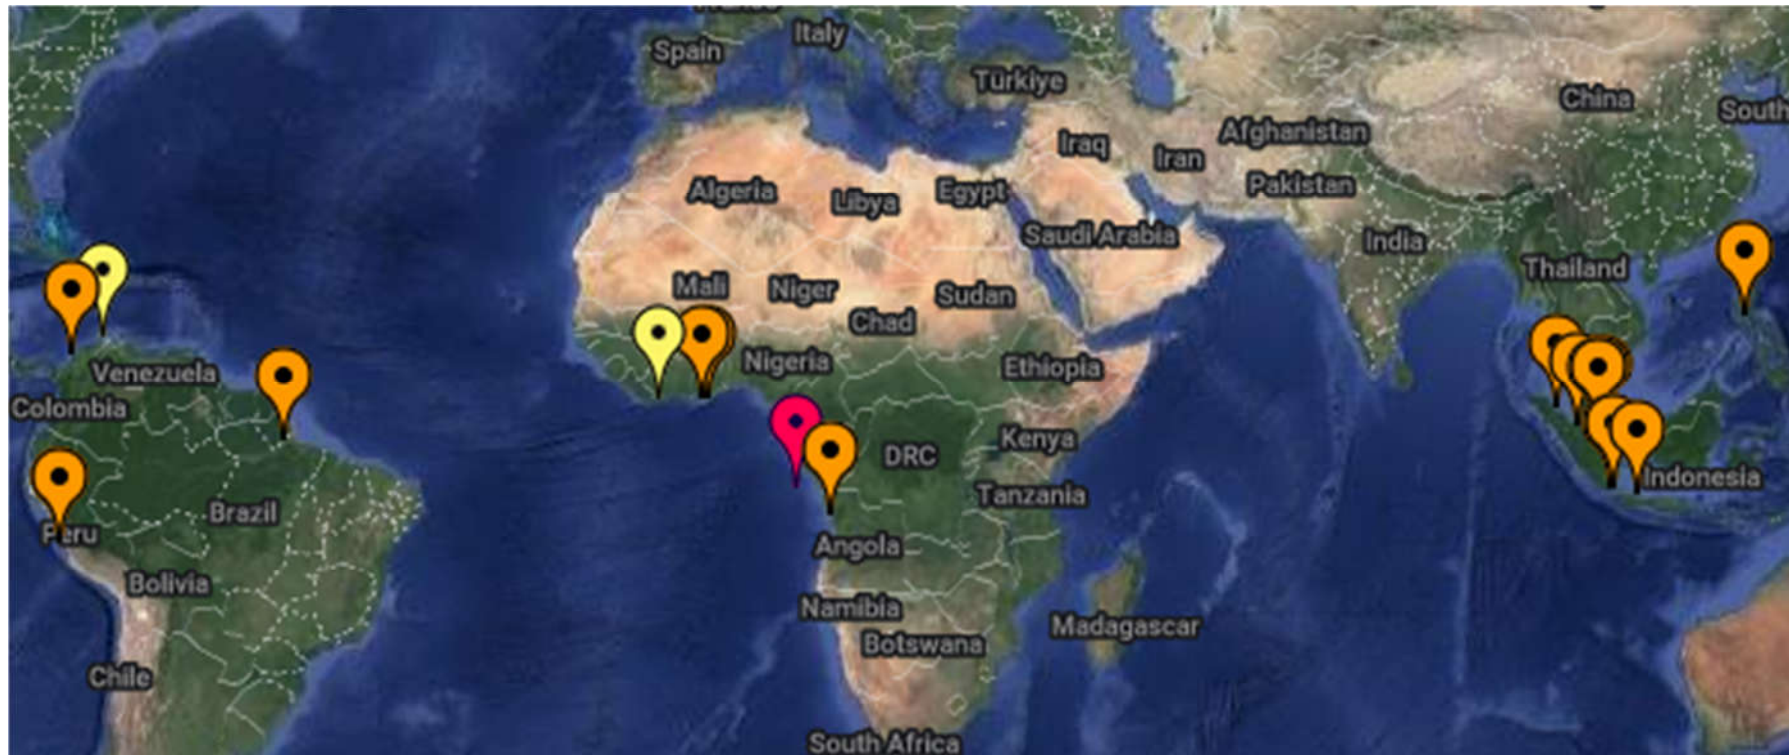 Italy
Spain
Türkiye
China
South
Afghanistan
Iraq
Iran
Pakistan
Algeria
Libya
Egypt
Saudi Arabia
India
Thailand
Mali
Niger
Sudan
Chad
Nigeria
Ethiopia
Venezuela
Colombia
Kenya
DRC
Indonesia
Tanzania
Brazil
Peru
Angola
Bolivia
Namibia
Madagascar
Botswana
Chile
South Africa